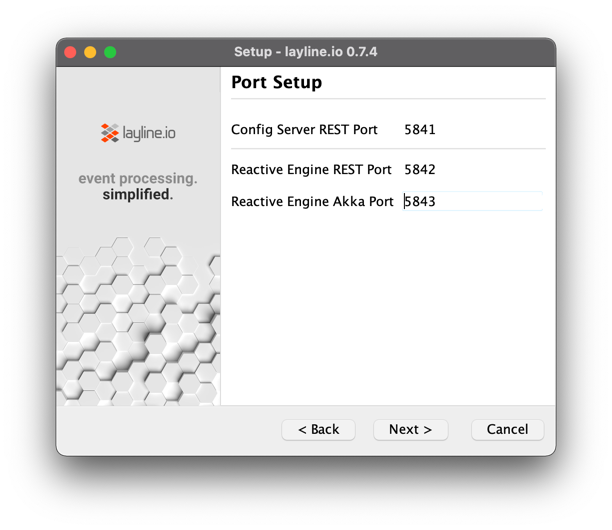 Setup - layline.io 0.7.4
layline.io
event processing.
simplified.
Port Setup
Config Server REST Port 5841
Reactive Engine REST Port 5842
Reactive Engine Akka Port 5843
< Back Next > Cancel